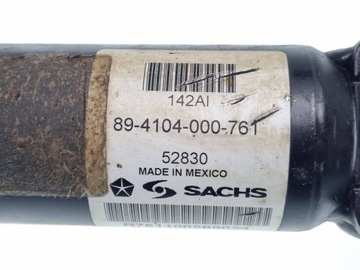 142AI
89-4104-000-761
52830
MADE IN MEXICO
SACHS